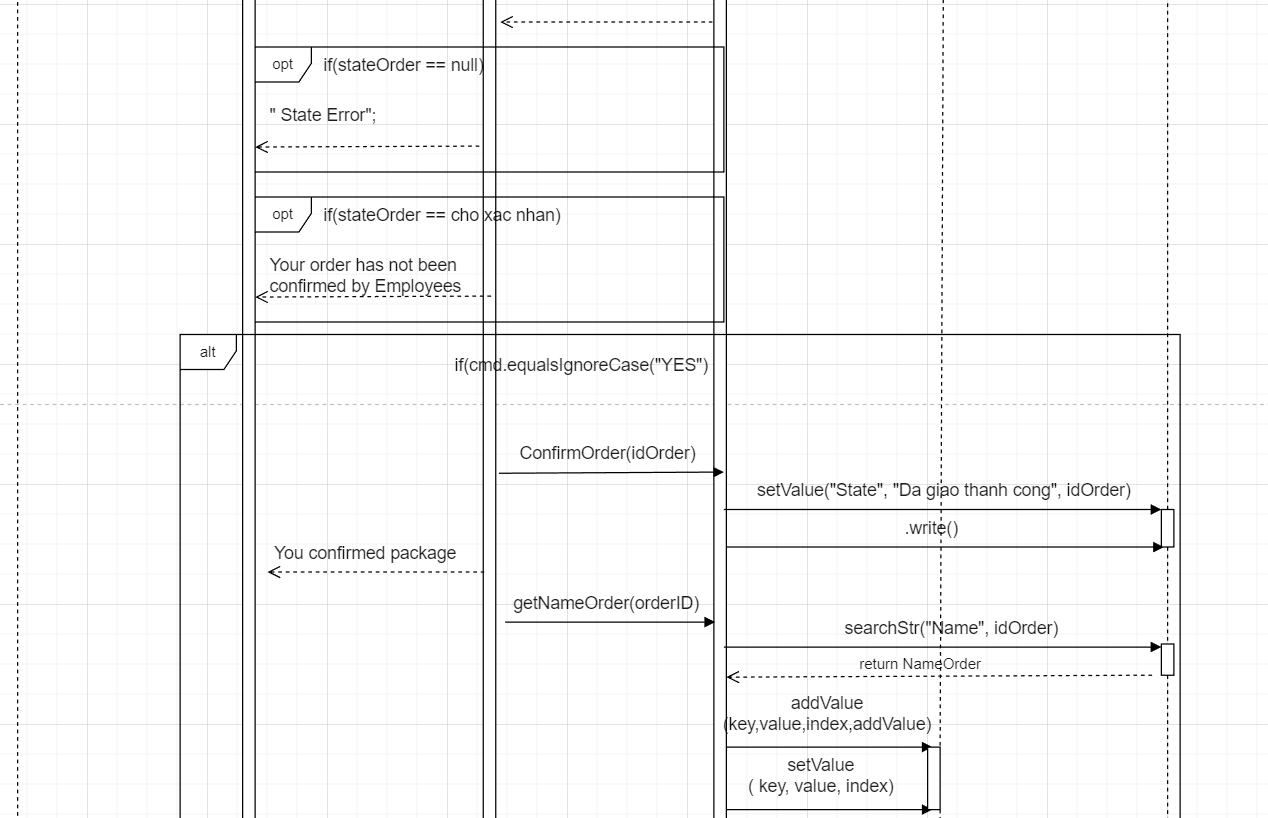 opt
if(stateOrder == null)
" State Error";
opt
if(stateOrder == cho xac nhan)
Your order has not been
confirmed by Employees
alt
if(cmd.equalsIgnoreCase("YES")
ConfirmOrder(idOrder)
setValue("State", "Da giao thanh cong", idOrder)
.write()
You confirmed package
getNameOrder(orderID)
searchStr("Name", idOrder)
return NameOrder
addValue
(key,value,index,addValue)
setValue
( key, value, index)